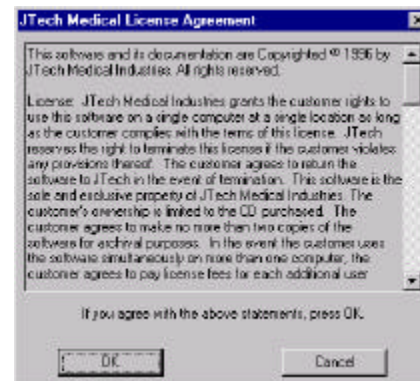 JTech Medical License Agreement
This software and its documentation are Copyrighted © 1996 by
JTech Medical Industries. All rights reserved.
License: JTech Medical Industries grants the customer rights to
use this software on a single computer at a single location as long
as the customer complies with the terms of this license. JTech
reserves the right to terminate this license if the customer violates
any provisions thereof. The customer agrees to return the
software to JTech in the event of termination. This software is the
sole and exclusive property of JTech Medical Industries. The
customer's ownership is limited to the CD purchased. The
customer agrees to make no more than two copies of the
software for archival purposes. In the event the customer uses
the software simultaneously on more than one computer, the
customer agrees to pay license fees for each additional user
If you agree with the above statements, press OK.
OK
Cancel